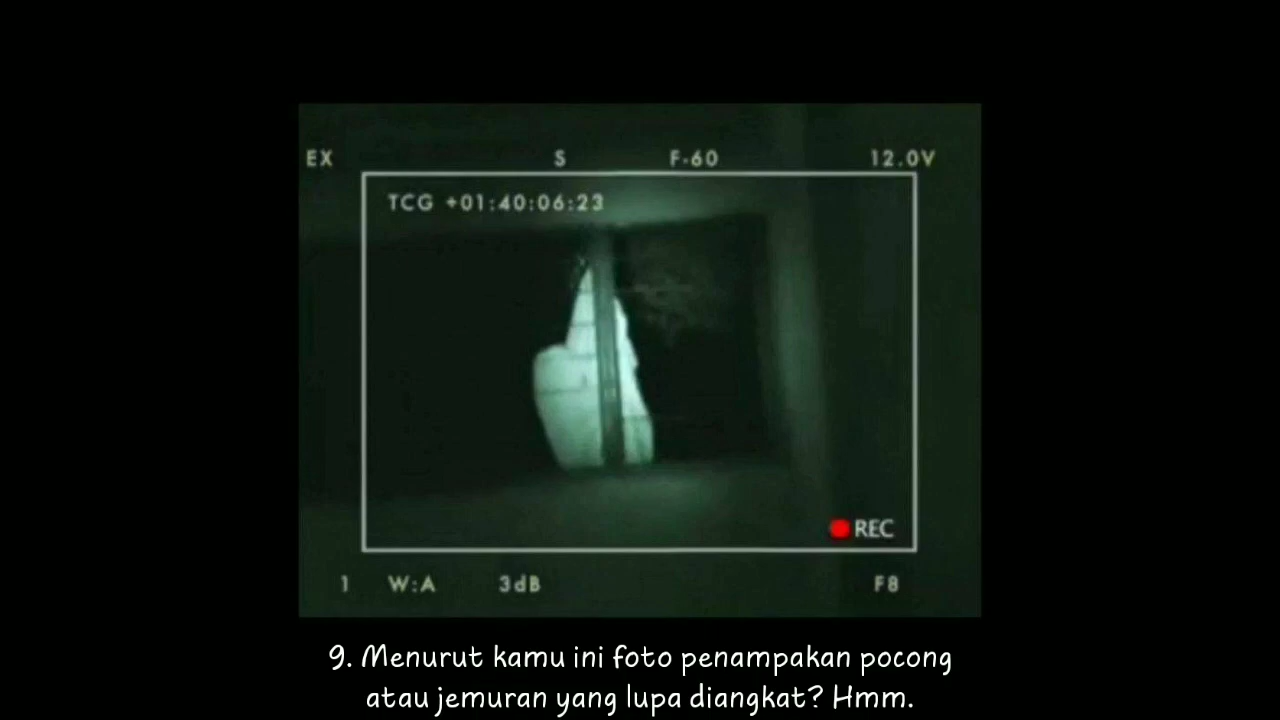 EX S F-60 12.0V
TCG +01:40:06:23
REC
1 W:A 3dB F8
9. Menurut kamu ini foto penampakan pocong
atau jemuran yang lupa diangkat? Hmm.